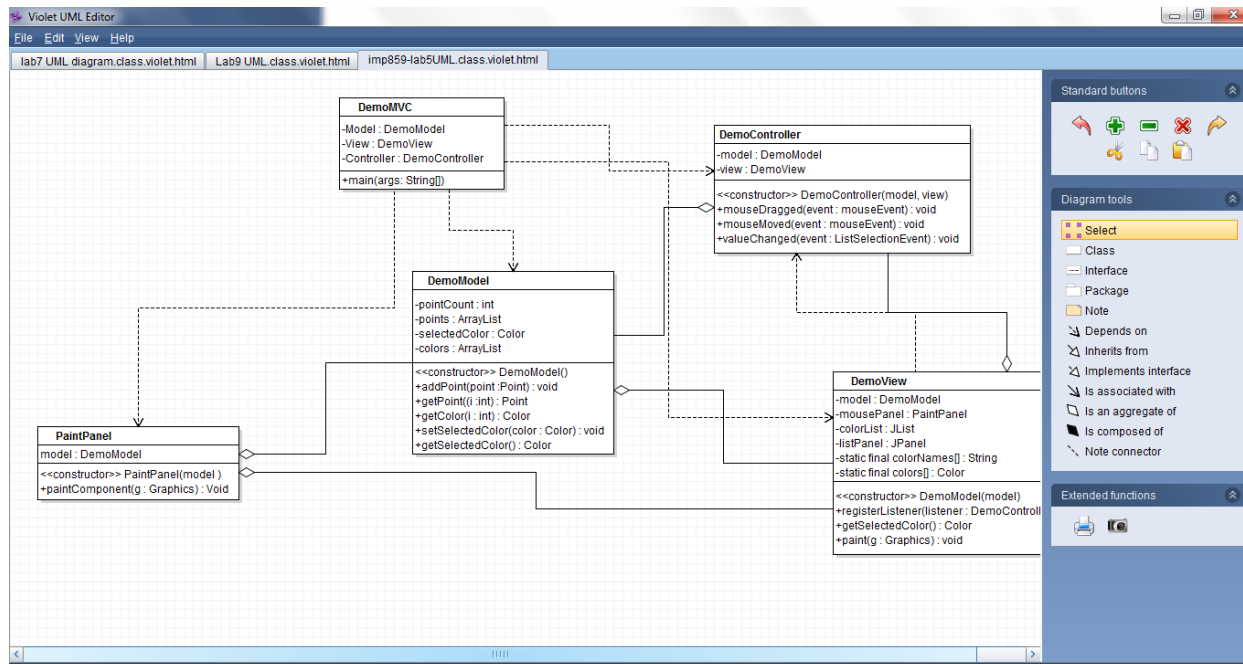 Violet UML Editor
File Edit View Help
lab7 UML diagram.class.violet.html
Lab9 UML.class.violet.html
imp859-lab5UML.class.violet.html
DemoMVC
-Model : DemoModel
-View : DemoView
-Controller : DemoController
+main(args: String[])
DemoController
-model : DemoModel
-view : DemoView
<<constructor>> DemoController(model, view)
+mouseDragged(event : mouseEvent) : void
+mouseMoved(event : mouseEvent) : void
+valueChanged(event : ListSelectionEvent) : void
DemoModel
-pointCount : int
-points : ArrayList
-selectedColor : Color
-colors : ArrayList
<<constructor>> DemoModel()
+addPoint(point :Point) : void
+getPoint((i :int) : Point
+getColor(i : int) : Color
+setSelectedColor(color : Color) : void
+getSelectedColor() : Color
PaintPanel
model : DemoModel
<<constructor>> PaintPanel(model )
+paintComponent(g : Graphics) : Void
DemoView
-model : DemoModel
-mousePanel : PaintPanel
-colorList : JList
-listPanel : JPanel
-static final colorNames[] : String
-static final colors[] : Color
<<constructor>> DemoModel(model)
+registerListener(listener : DemoControll
+getSelectedColor() : Color
+paint(g : Graphics) : void
Standard buttons
Diagram tools
Select
Class
Interface
Package
Note
Depends on
Inherits from
Implements interface
Is associated with
Is an aggregate of
Is composed of
Note connector
Extended functions